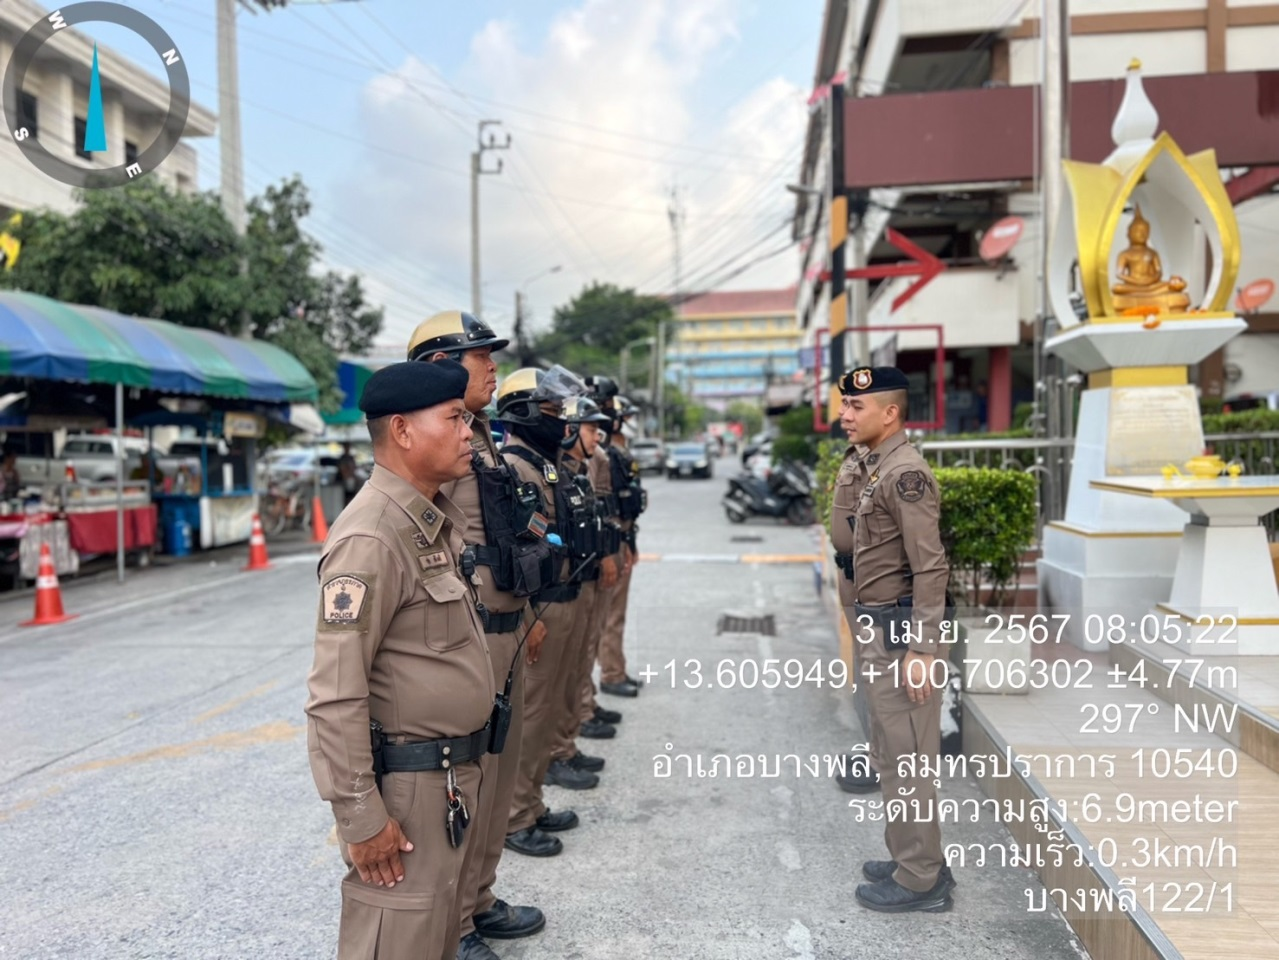 W
N
S
E
POLICE
3 เม.ย. 2567 08:05:22
+13.605949,+100.706302 ±4.77m
297° NW
อำเภอบางพลี, สมุทรปราการ 10540
ระดับความสูง:6.9meter
ความเร็ว:0.3km/h
บางพลี122/1